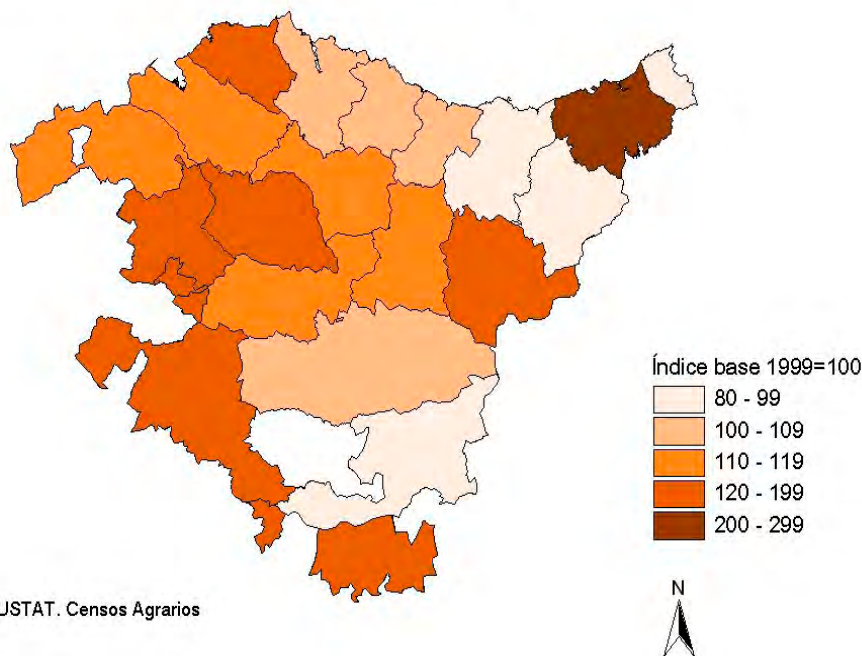 Índice base 1999=100
80 - 99
100 - 109
110 - 119
120 - 199
200 - 299
USTAT. Censos Agrarios
N